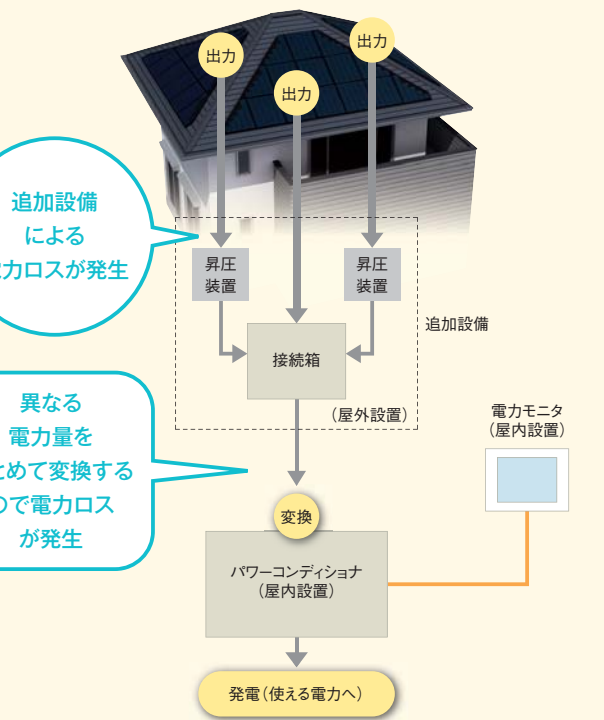 出力
出力
出力
追加設備
による
力ロスが発生
昇圧
装置
昇圧
装置
追加設備
接続箱
(屋外設置)
異なる
電力量を
とめて変換する
ので電力ロス
が発生
電力モニタ
(屋内設置)
変換
パワーコンディショナ
(屋内設置)
発電(使える電力へ)